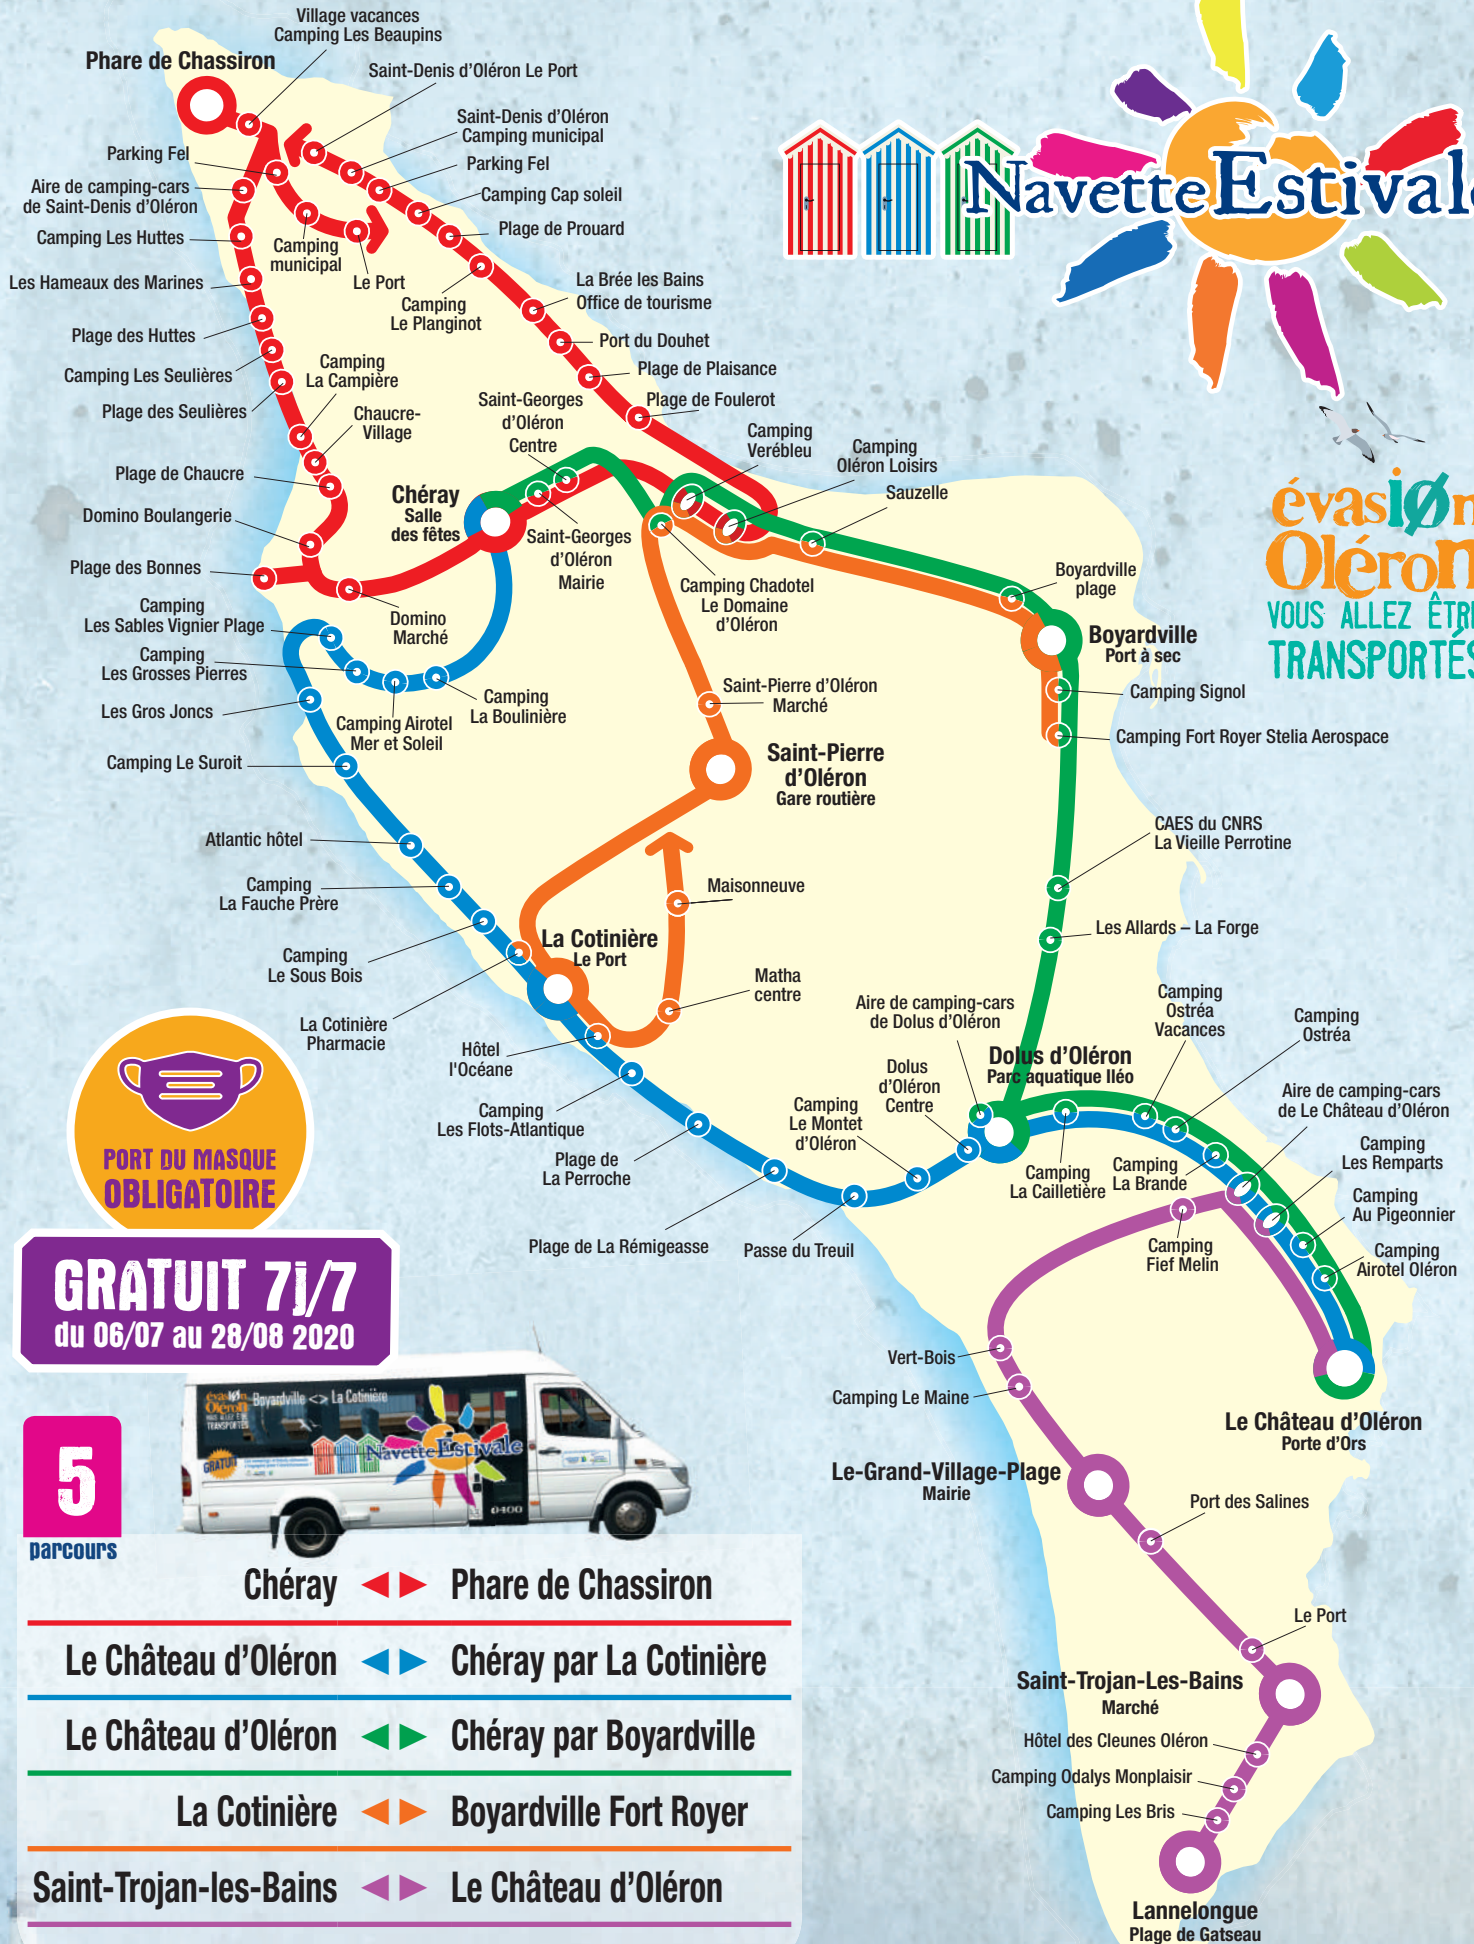 Village vacances
Camping Les Beaupins
Phare de Chassiron
Saint-Denis d'Oléron Le Port
Saint-Denis d'Oléron
Camping municipal
Parking Fel
Parking Fel
Aire de camping-cars
de Saint-Denis d'Oléron
Camping Cap soleil
Plage de Prouard
Camping Les Huttes
Camping
municipal
Le Port
Les Hameaux des Marines
Camping
Le Planginot
La Brée les Bains
Office de tourisme
Plage des Huttes
Port du Douhet
Camping Les Seulières
Camping
La Campière
Plage de Plaisance
Plage des Seulières
Chaucre-
Village
Saint-Georges
d'Oléron
Centre
Plage de Foulerot
Camping
Verébleu
Camping
Oléron Loisirs
Plage de Chaucre
Sauzelle
Chéray
Salle
des fêtes
Domino Boulangerie
Saint-Georges
d'Oléron
Mairie
Plage des Bonnes
Camping Chadotel
Le Domaine
d'Oléron
Boyardville
plage
Domino
Marché
Camping
Les Sables Vignier Plage
Boyardville
Port à sec
Camping
Les Grosses Pierres
Saint-Pierre d'Oléron
Marché
Camping Signol
Les Gros Joncs
Camping Airotel
Mer et Soleil
Camping
La Boulinière
Camping Fort Royer Stelia Aerospace
Camping Le Suroit
Saint-Pierre
d'Oléron
Gare routière
Atlantic hôtel
CAES du CNRS
La Vieille Perrotine
Camping
La Fauche Prère
Maisonneuve
Les Allards – La Forge
Camping
Le Sous Bois
La Cotinière
Le Port
Matha
centre
La Cotinière
Pharmacie
Hôtel
l'Océane
Aire de camping-cars
de Dolus d'Oléron
Camping
Ostréa
Vacances
Camping
Ostréa
Dolus d'Oléron
Parc aquatique Iléo
Dolus
d'Oléron
Centre
Camping
Les Flots-Atlantique
Camping
Le Montet
d'Oléron
Aire de camping-cars
de Le Château d'Oléron
Camping
Les Remparts
Plage de
La Perroche
Camping
La Cailletière
Camping
La Brande
Camping
Au Pigeonnier
Plage de La Rémigeasse
Passe du Treuil
Camping
Fief Melin
Camping
Airotel Oléron
Vert-Bois
Camping Le Maine
Le Château d'Oléron
Porte d'Ors
Le-Grand-Village-Plage
Mairie
Port des Salines
Le Port
Saint-Trojan-Les-Bains
Marché
Hôtel des Cleunes Oléron
Camping Odalys Monplaisir
Camping Les Bris
Lannelongue
Plage de Gatseau
Navette Estivale
évasiøn
Oléron
VOUS ALLEZ ÊTRE
TRANSPORTÉS
PORT DU MASQUE
OBLIGATOIRE
GRATUIT 7j/7
du 06/07 au 28/08 2020
évasiøn
Oléron
VOUS ALLEZ ÊTRE
TRANSPORTÉS
Boyardville <> La Cotinière
Navette Estivale
GRATUIT
0400
5
parcours
Chéray Phare de Chassiron
Le Château d'Oléron Chéray par La Cotinière
Le Château d'Oléron Chéray par Boyardville
La Cotinière Boyardville Fort Royer
Saint-Trojan-les-Bains Le Château d'Oléron